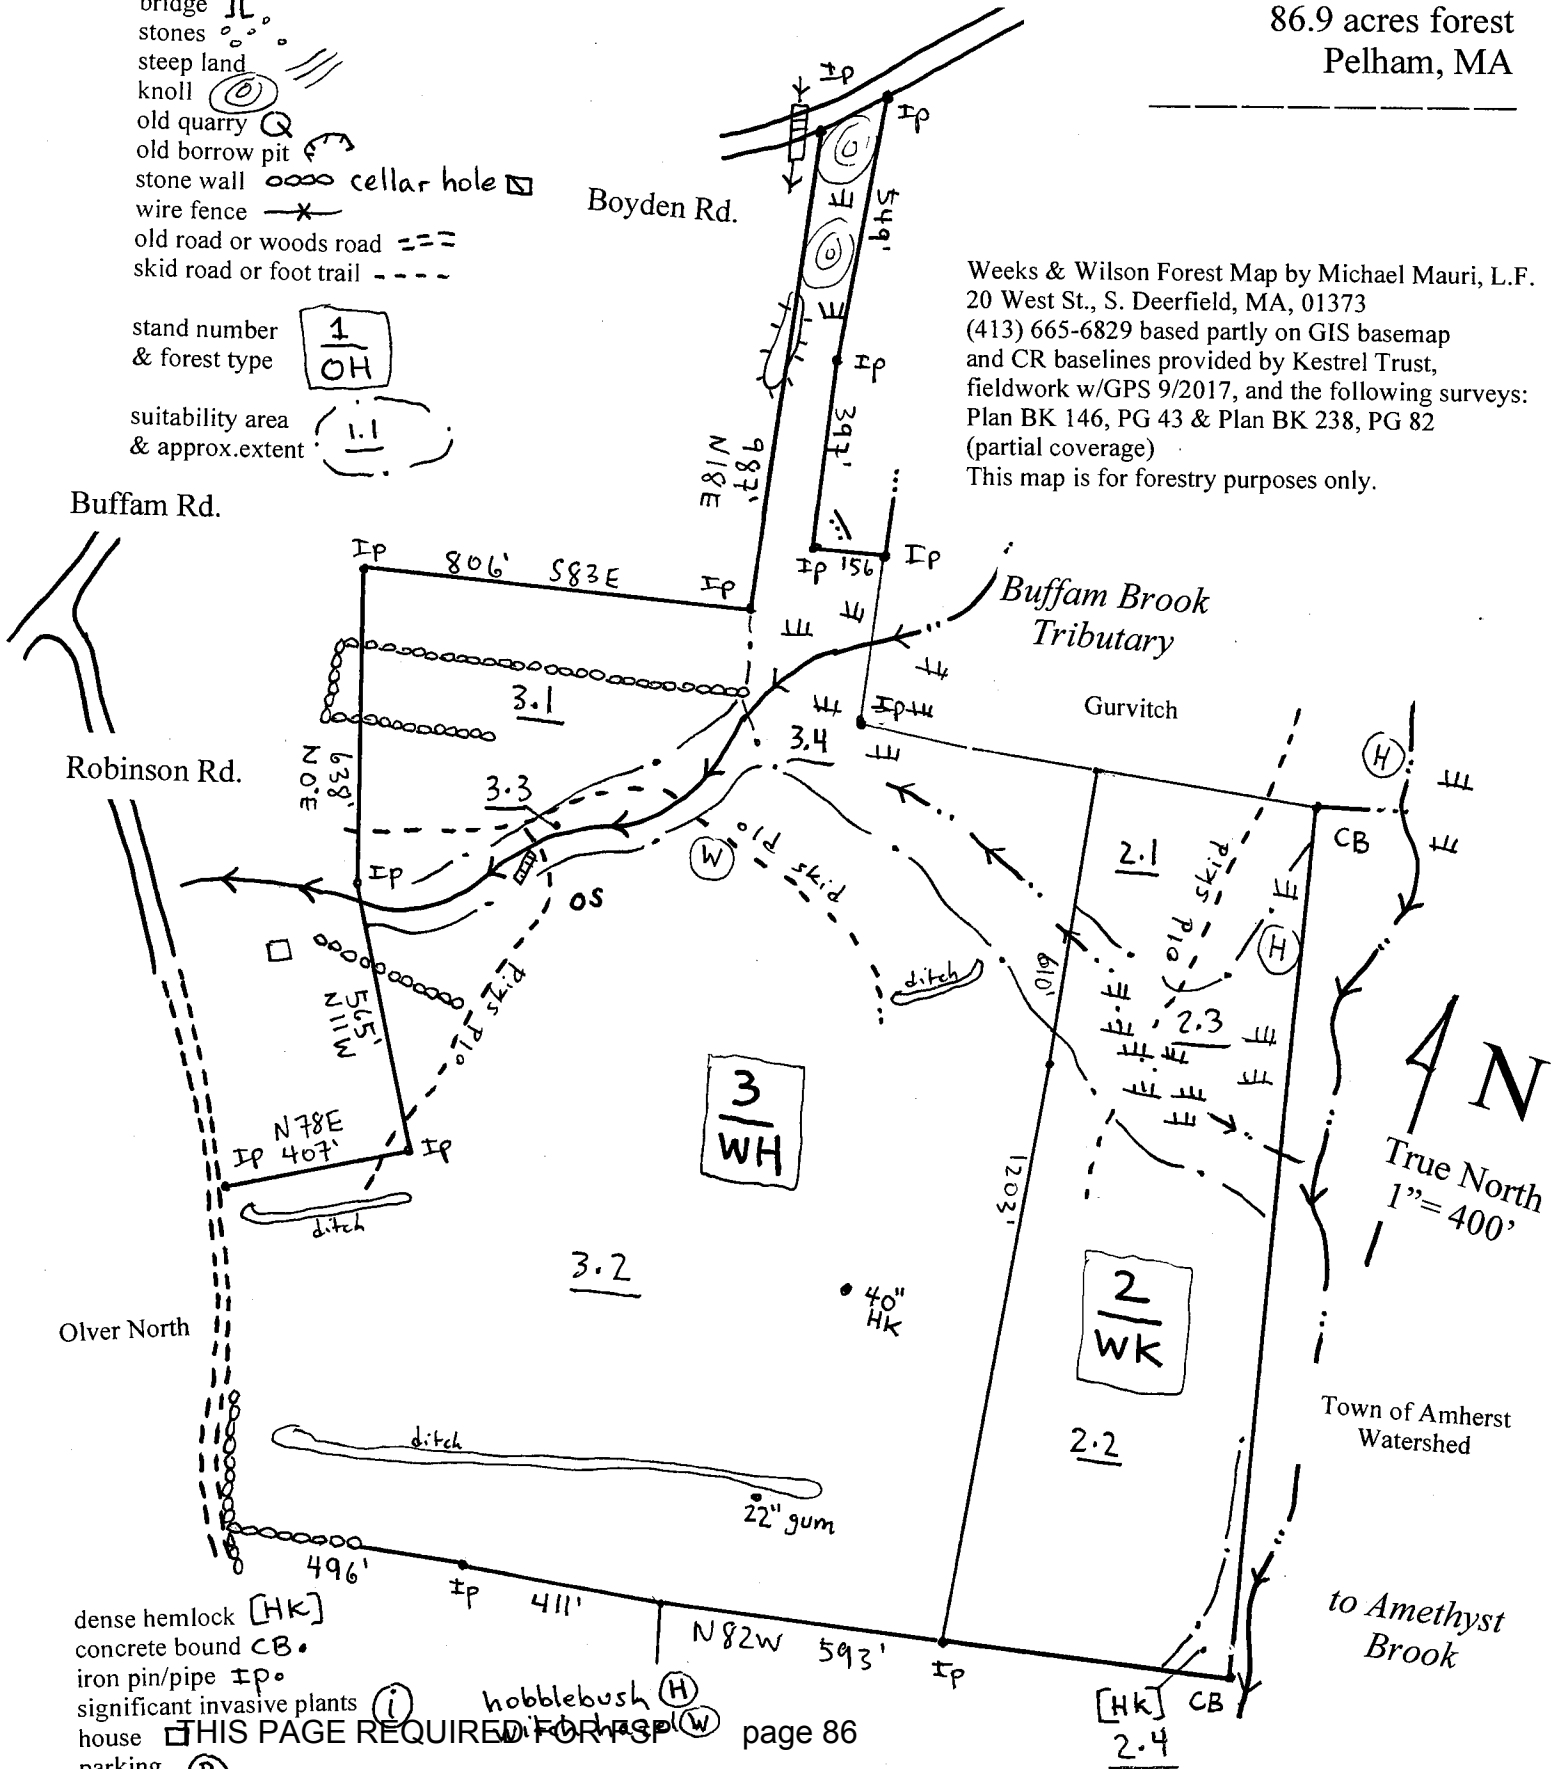 bridge
stones
steep land
knoll
old quarry Q
old borrow pit
stone wall cellar hole
wire fence
old road or woods road
skid road or foot trail
stand number
& forest type
1
OH
suitability area
& approx.extent
1.1
86.9 acres forest
Pelham, MA
Ip
Ip
Boyden Rd.
549'
Weeks & Wilson Forest Map by Michael Mauri, L.F.
20 West St., S. Deerfield, MA, 01373
(413) 665-6829 based partly on GIS basemap
and CR baselines provided by Kestrel Trust,
fieldwork w/GPS 9/2017, and the following surveys:
Plan BK 146, PG 43 & Plan BK 238, PG 82
(partial coverage)
This map is for forestry purposes only.
Ip
397'
987'
N18E
Buffam Rd.
Ip
806' S83E
Ip
Ip 156
Ip
Buffam Brook
Tributary
3.1
Ip
Gurvitch
3.4
H
Robinson Rd.
638'
N0°E
3.3
CB
2.1
old skid
W
old skid
Ip
OS
H
ditch
610'
565'
N11W
old skid
2.3
N
3
WH
N78E
407'
Ip
Ip
True North
1”= 400’
1203'
ditch
3.2
2
WK
40"
HK
Olver North
Town of Amherst
Watershed
2.2
ditch
22" gum
496'
Ip
411'
N82W 593'
Ip
to Amethyst
Brook
dense hemlock [HK]
concrete bound CB
iron pin/pipe Ip
significant invasive plants i
hobblebush H
witch hazel W
house
parking P
[HK] CB
2.4
THIS PAGE REQUIRED FOR FSP page 86